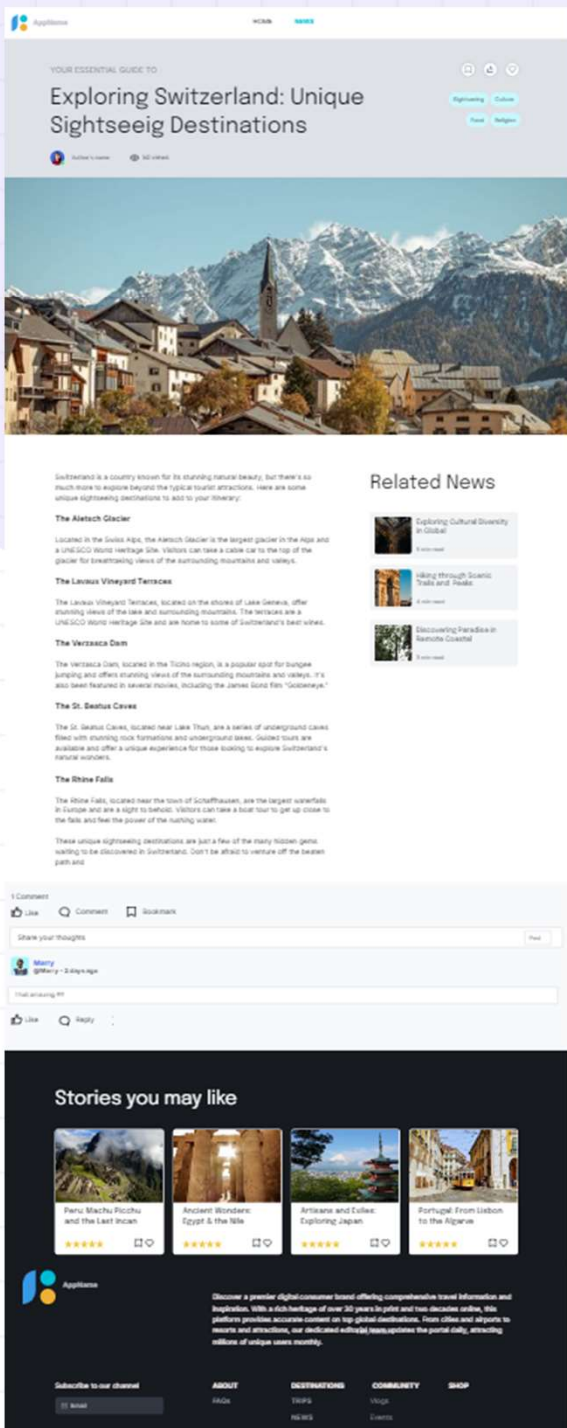 AppName
HOME NEWS
YOUR ESSENTIAL GUIDE TO
Exploring Switzerland: Unique
Sightseeig Destinations
Sightseeing Culture
Food Religion
Author's name
Switzerland is a country known for its stunning natural beauty, but there's so
much more to explore beyond the typical tourist attractions. Here are some
unique sightseeing destinations to add to your itinerary:
The Aletsch Glacier
Located in the Swiss Alps, the Aletsch Glacier is the largest glacier in the Alps and
a UNESCO World Heritage Site. Visitors can take a cable car to the top of the
glacier for breathtaking views of the surrounding mountains and valleys.
The Lavaux Vineyard Terraces
The Lavaux Vineyard Terraces, located on the shores of Lake Geneva, offer
stunning views of the lake and surrounding mountains. The terraces are a
UNESCO World Heritage Site and are home to some of Switzerland's best wines.
The Verzasca Dam
The Verzasca Dam, located in the Ticino region, is a popular spot for bungee
jumping and offers stunning views of the surrounding mountains and valleys. It's
also been featured in several movies, including the James Bond film "Goldeneye."
The St. Beatus Caves
The St. Beatus Caves, located near Lake Thun, are a series of underground caves
filled with stunning rock formations and underground lakes. Guided tours are
available and offer a unique experience for those looking to explore Switzerland's
natural wonders.
The Rhine Falls
The Rhine Falls, located near the town of Schaffhausen, are the largest waterfalls
in Europe and are a sight to behold. Visitors can take a boat tour to get up close to
the falls and feel the power of the rushing water.
These unique sightseeing destinations are just a few of the many hidden gems
waiting to be discovered in Switzerland. Don't be afraid to venture off the beaten
path and
Related News
Exploring Cultural Diversity
in Global
5 min read
Hiking through Scenic
Trails and Peaks
4 min read
Discovering Paradise in
Remote Coastal
5 min read
1 Comment
Like Comment Bookmark
Share your thoughts
Post
Marry
@Marry • 2 days ago
That amazing !!!!
Like Reply
Stories you may like
Peru: Machu Picchu
and the Last Incan
Ancient Wonders:
Egypt & the Nile
Artisans and Exiles:
Exploring Japan
Portugal: From Lisbon
to the Algarve
AppName
Discover a premier digital consumer brand offering comprehensive travel information and
inspiration. With a rich heritage of over 30 years in print and two decades online, this
platform provides accurate content on top global destinations. From cities and airports to
resorts and attractions, our dedicated editorial team updates the portal daily, attracting
millions of unique users monthly.
Subscribe to our channel
Email
ABOUT DESTINATIONS COMMUNITY SHOP
FAQs TRIPS Vlogs
NEWS Events